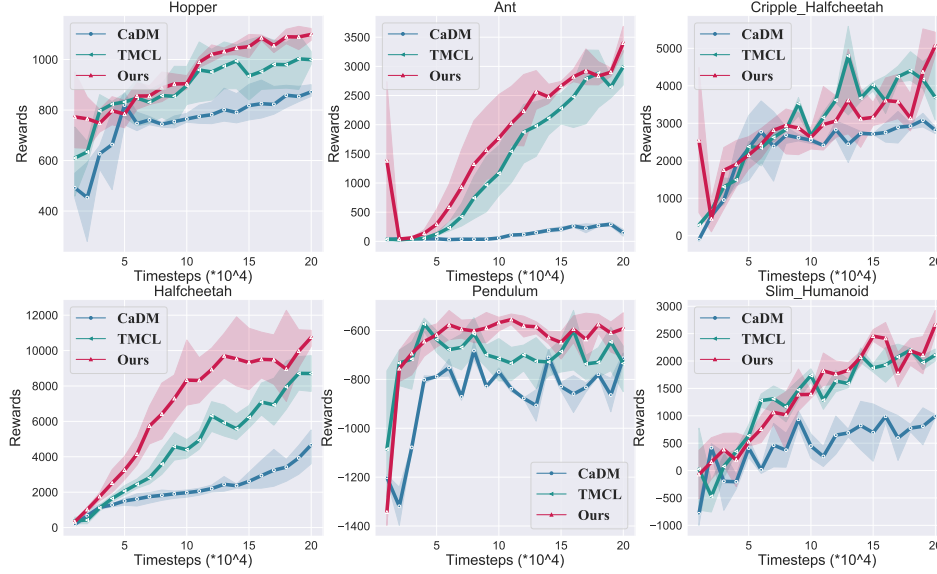 Hopper
CaDM
TMCL
Ours
1000
800
600
400
Rewards
5 10 15 20
Timesteps (*10^4)
Ant
CaDM
TMCL
Ours
3500
3000
2500
2000
1500
1000
500
0
Rewards
5 10 15 20
Timesteps (*10^4)
Cripple_Halfcheetah
CaDM
TMCL
Ours
5000
4000
3000
2000
1000
0
Rewards
5 10 15 20
Timesteps (*10^4)
Halfcheetah
CaDM
TMCL
Ours
12000
10000
8000
6000
4000
2000
0
Rewards
5 10 15 20
Timesteps (*10^4)
Pendulum
−600
−800
−1000
−1200
−1400
Rewards
CaDM
TMCL
Ours
5 10 15 20
Timesteps (*10^4)
Slim_Humanoid
CaDM
TMCL
Ours
3000
2500
2000
1500
1000
500
0
−500
−1000
Rewards
5 10 15 20
Timesteps (*10^4)